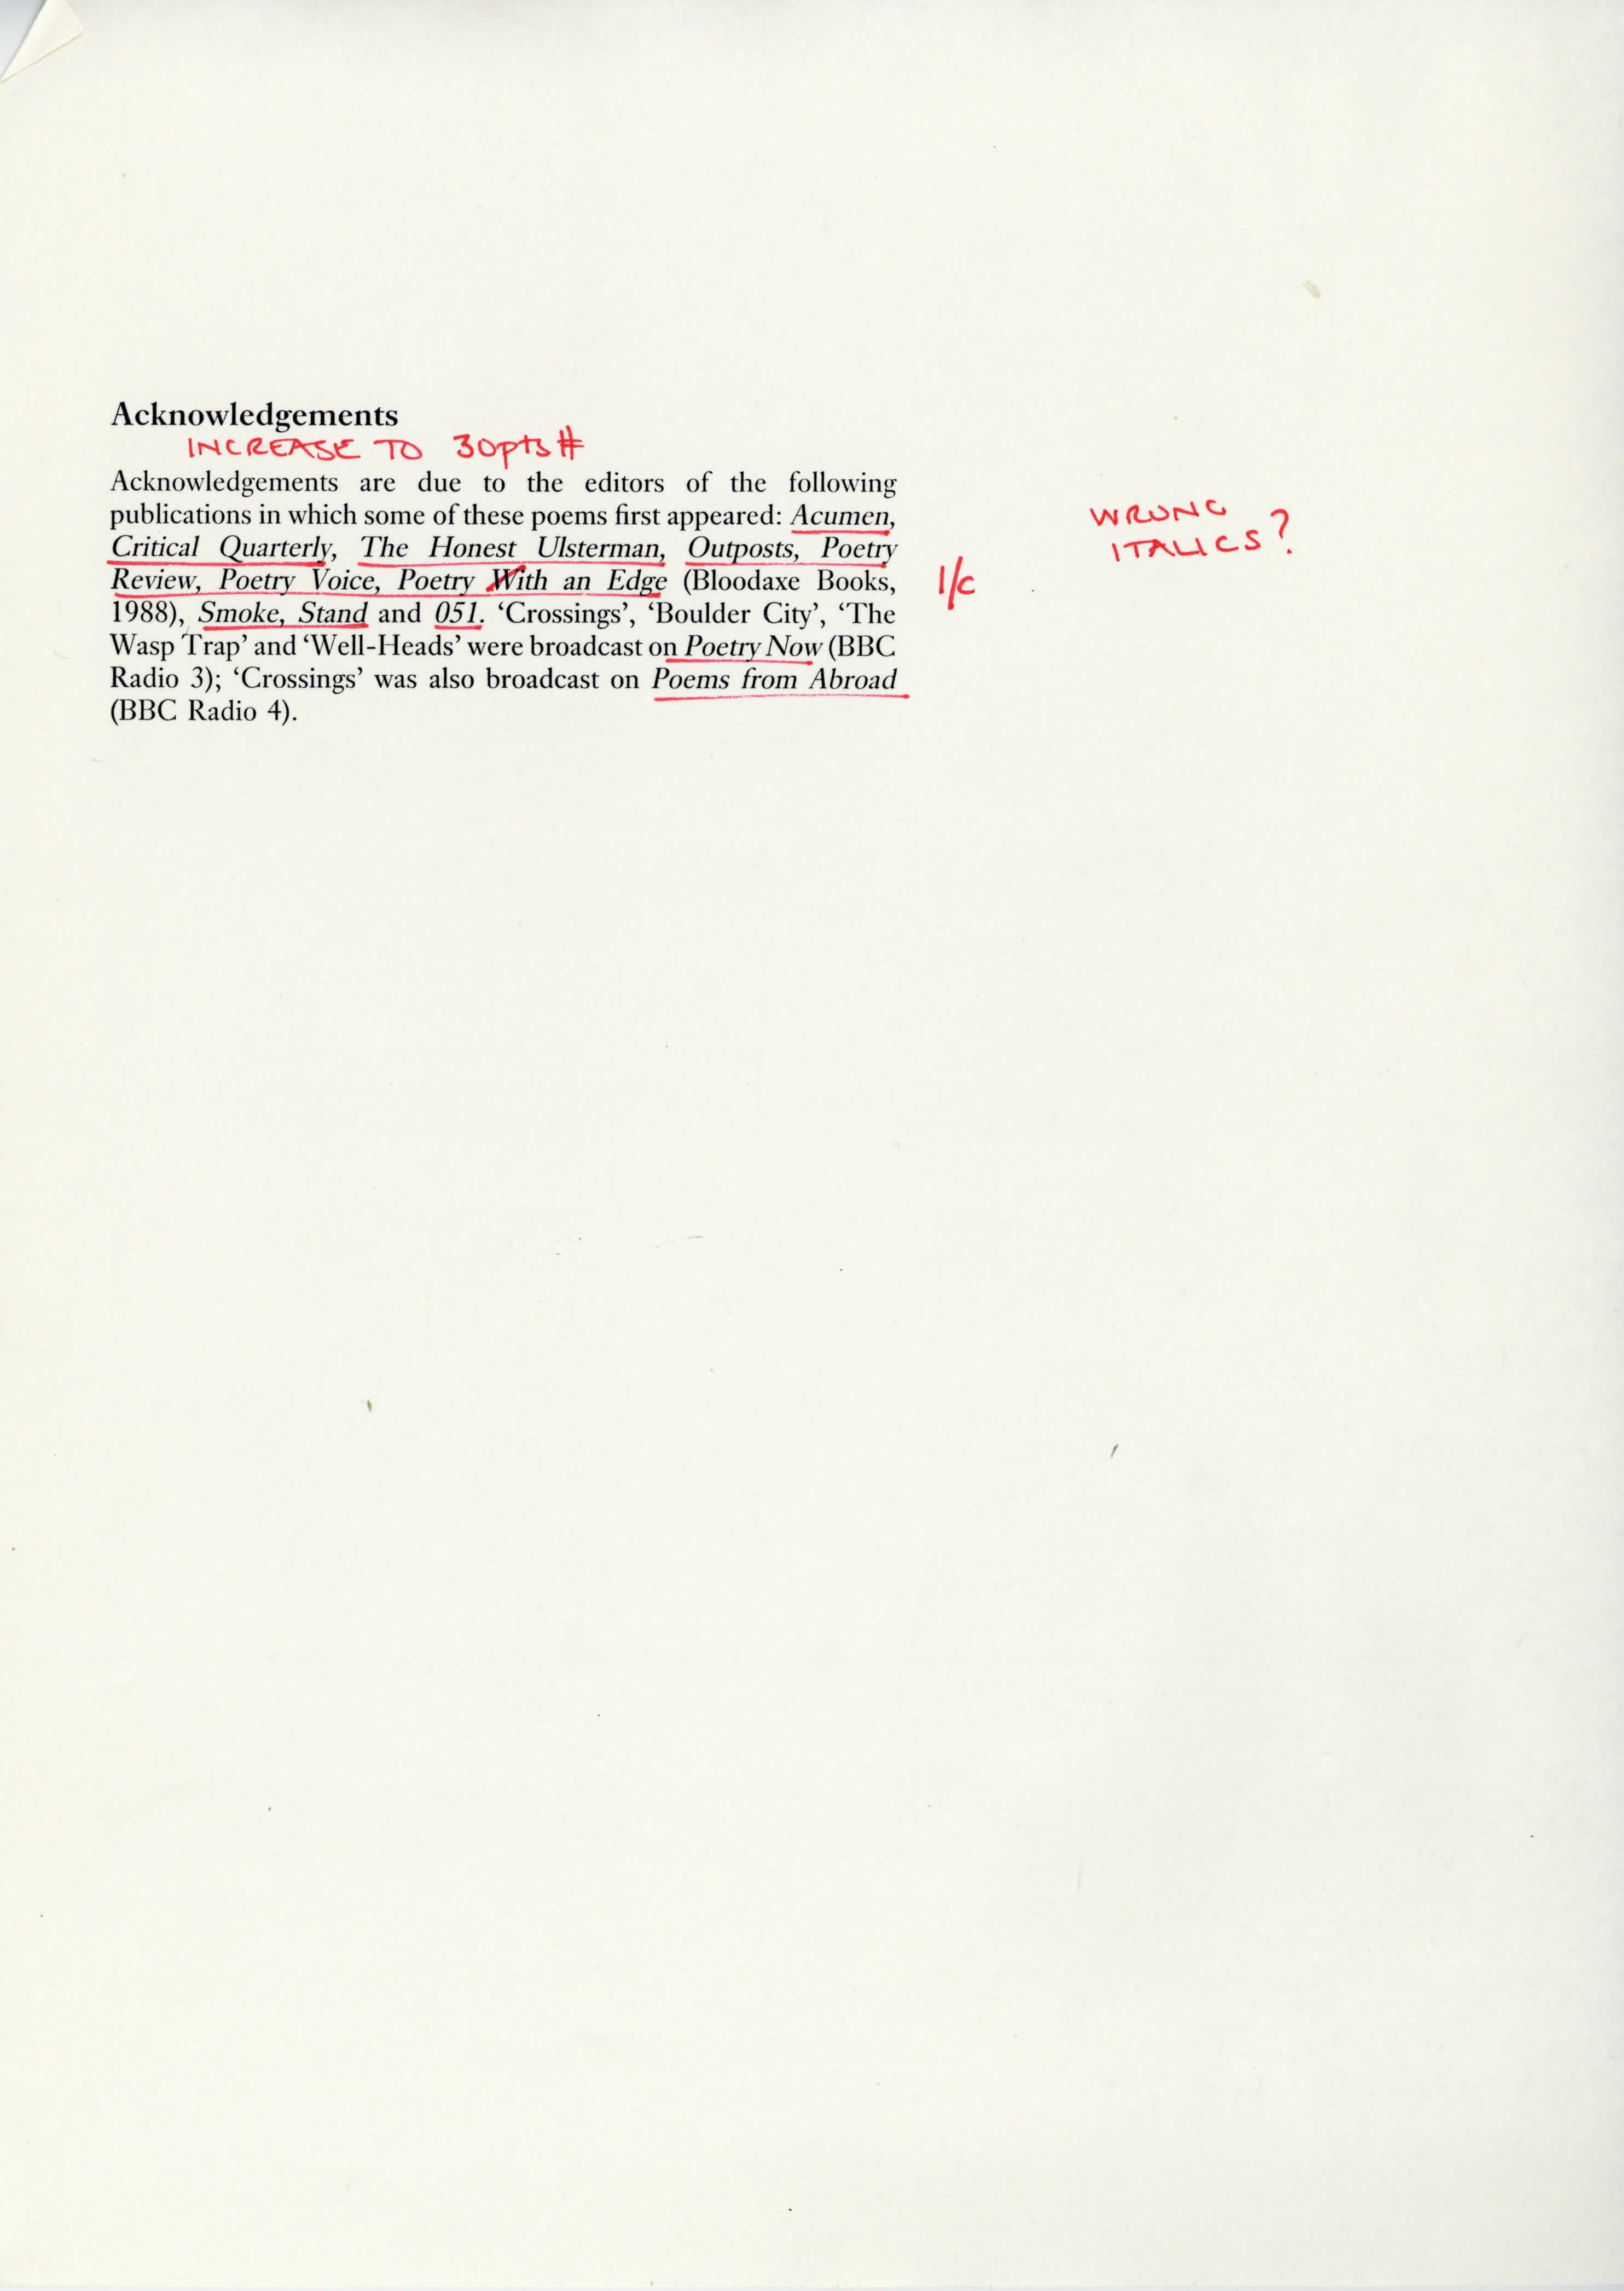 Acknowledgements
INCREASE TO 30pts #
Acknowledgements are due to the editors of the following
publications in which some of these poems first appeared: Acumen,
Critical Quarterly, The Honest Ulsterman, Outposts, Poetry
Review, Poetry Voice, Poetry With an Edge (Bloodaxe Books,
1988), Smoke, Stand and 051. ‘Crossings’, ‘Boulder City’, ‘The
Wasp Trap’ and ‘Well-Heads’ were broadcast on Poetry Now (BBC
Radio 3); ‘Crossings’ was also broadcast on Poems from Abroad
(BBC Radio 4).
l/c
WRONG
ITALICS?